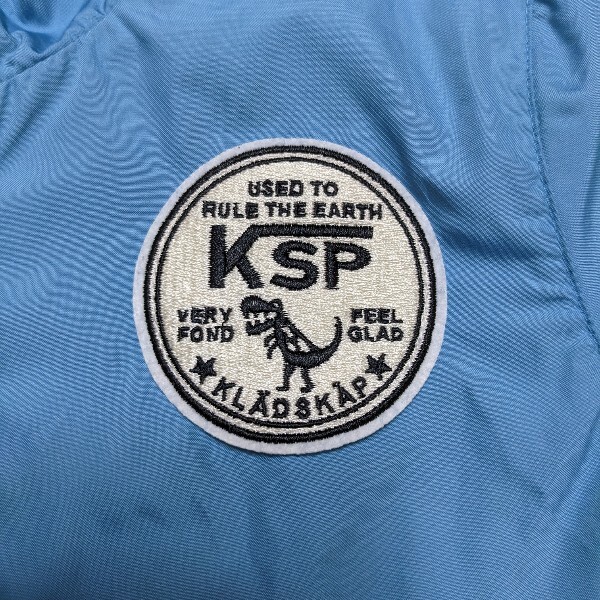 USED TO
RULE THE EARTH
KSP
VERY FOND
FEEL GLAD
KLÄDSKÅP